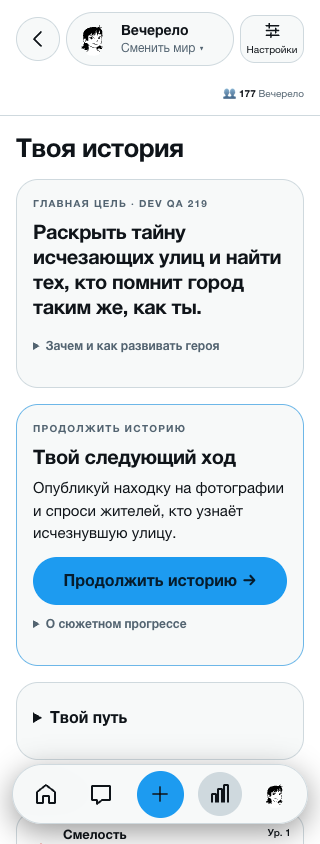 Вечерело
Сменить мир ▾
Настройки
👥 177 Вечерело
Твоя история
ГЛАВНАЯ ЦЕЛЬ · DEV QA 219
Раскрыть тайну
исчезающих улиц и найти
тех, кто помнит город
таким же, как ты.
▶ Зачем и как развивать героя
ПРОДОЛЖИТЬ ИСТОРИЮ
Твой следующий ход
Опубликуй находку на фотографии
и спроси жителей, кто узнаёт
исчезнувшую улицу.
Продолжить историю →
▶ О сюжетном прогрессе
▶ Твой путь
Смелость
Ур. 1